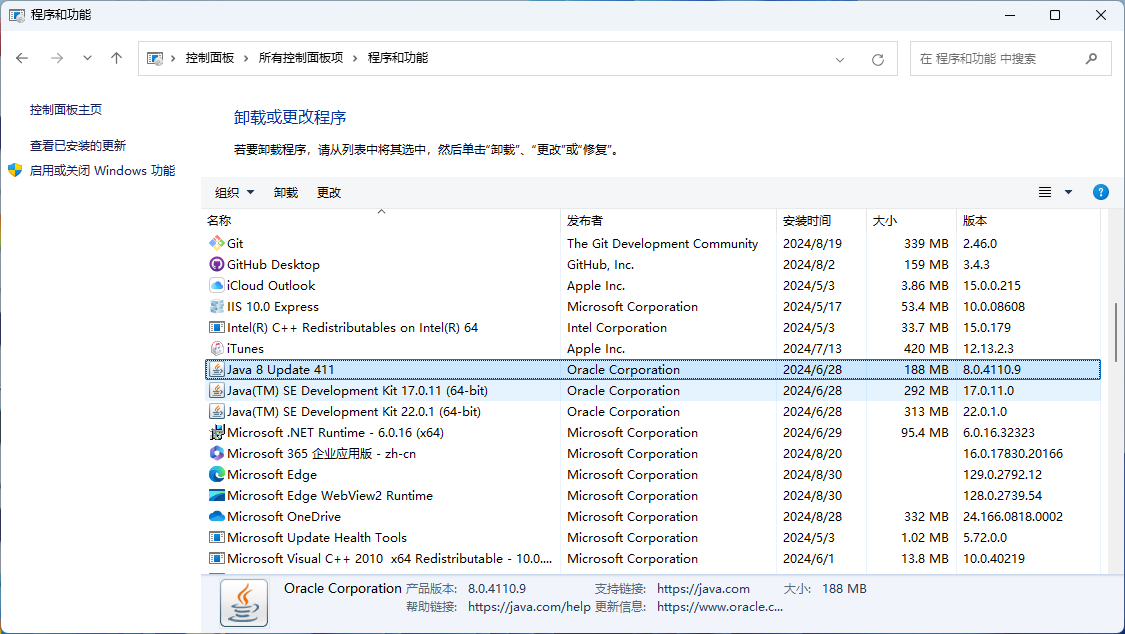 程序和功能
控制面板 › 所有控制面板项 › 程序和功能
在 程序和功能 中搜索
控制面板主页
查看已安装的更新
启用或关闭 Windows 功能
卸载或更改程序
若要卸载程序，请从列表中将其选中，然后单击“卸载”、“更改”或“修复”。
组织 卸载 更改
名称 发布者 安装时间 大小 版本
Git The Git Development Community 2024/8/19 339 MB 2.46.0
GitHub Desktop GitHub, Inc. 2024/8/2 159 MB 3.4.3
iCloud Outlook Apple Inc. 2024/5/3 3.86 MB 15.0.0.215
IIS 10.0 Express Microsoft Corporation 2024/5/17 53.4 MB 10.0.08608
Intel(R) C++ Redistributables on Intel(R) 64 Intel Corporation 2024/5/3 33.7 MB 15.0.179
iTunes Apple Inc. 2024/7/13 420 MB 12.13.2.3
Java 8 Update 411 Oracle Corporation 2024/6/28 188 MB 8.0.4110.9
Java(TM) SE Development Kit 17.0.11 (64-bit) Oracle Corporation 2024/6/28 292 MB 17.0.11.0
Java(TM) SE Development Kit 22.0.1 (64-bit) Oracle Corporation 2024/6/28 313 MB 22.0.1.0
Microsoft .NET Runtime - 6.0.16 (x64) Microsoft Corporation 2024/6/29 95.4 MB 6.0.16.32323
Microsoft 365 企业应用版 - zh-cn Microsoft Corporation 2024/8/20 16.0.17830.20166
Microsoft Edge Microsoft Corporation 2024/8/30 129.0.2792.12
Microsoft Edge WebView2 Runtime Microsoft Corporation 2024/8/30 128.0.2739.54
Microsoft OneDrive Microsoft Corporation 2024/8/28 332 MB 24.166.0818.0002
Microsoft Update Health Tools Microsoft Corporation 2024/5/3 1.02 MB 5.72.0.0
Microsoft Visual C++ 2010 x64 Redistributable - 10.0.... Microsoft Corporation 2024/6/1 13.8 MB 10.0.40219
Oracle Corporation 产品版本: 8.0.4110.9 支持链接: https://java.com 大小: 188 MB
帮助链接: https://java.com/help 更新信息: https://www.oracle.c...